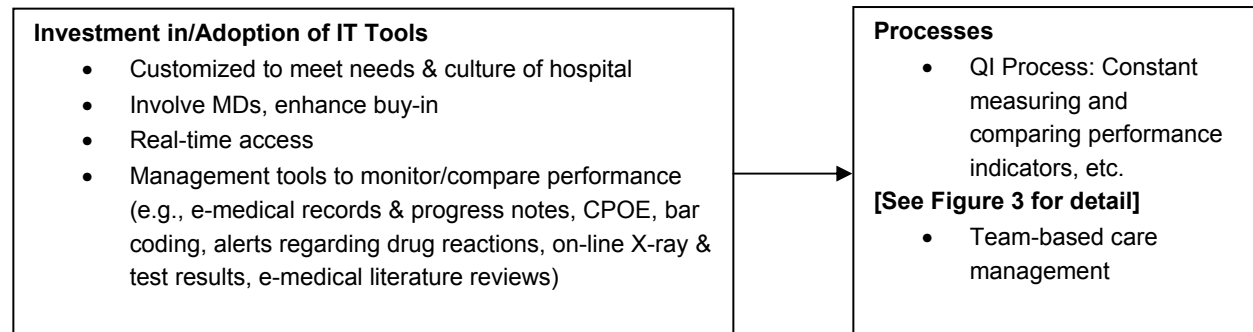 Investment in/Adoption of IT Tools
• Customized to meet needs & culture of hospital
• Involve MDs, enhance buy-in
• Real-time access
• Management tools to monitor/compare performance
(e.g., e-medical records & progress notes, CPOE, bar
coding, alerts regarding drug reactions, on-line X-ray &
test results, e-medical literature reviews)
Processes
• QI Process: Constant
measuring and
comparing performance
indicators, etc.
[See Figure 3 for detail]
• Team-based care
management